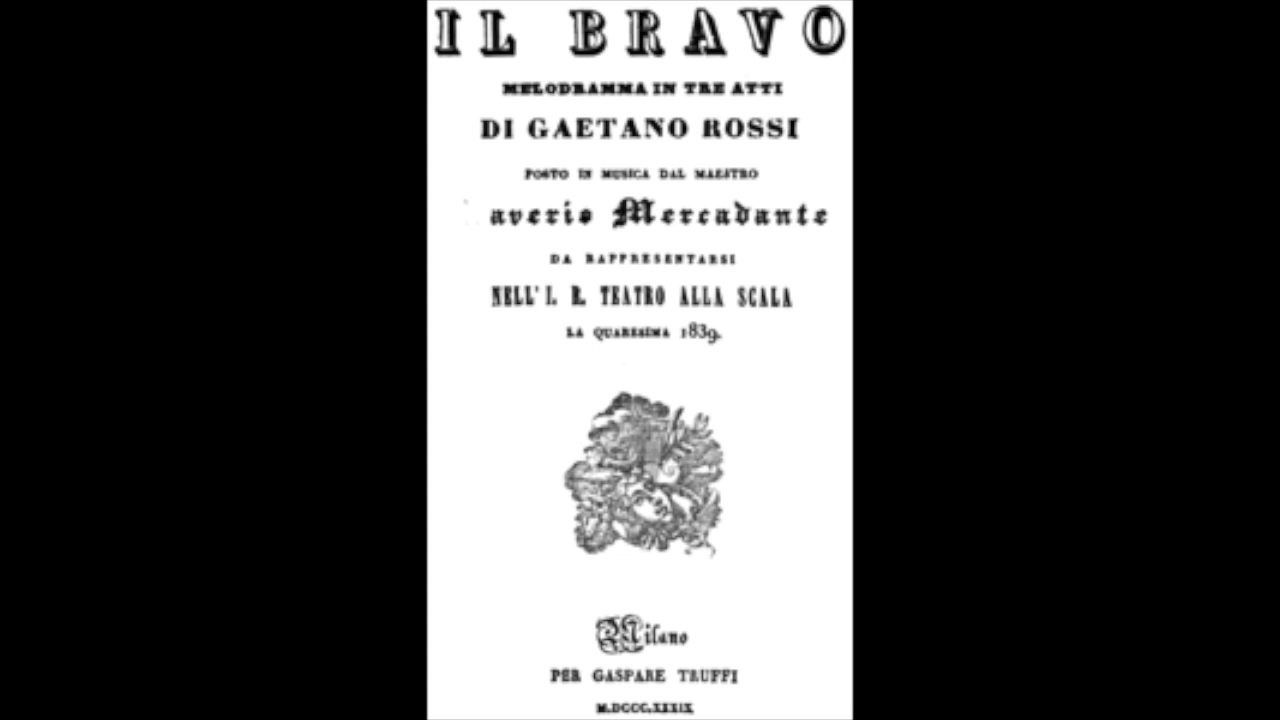 IL BRAVO
MELODRAMMA IN TRE ATTI
DI GAETANO ROSSI
POSTO IN MUSICA DAL MAESTRO
averio Mercadante
DA RAPPRESENTARSI
NELL' I. R. TEATRO ALLA SCALA
LA QUARESIMA 1839.
Milano
PER GASPARE TRUFFI
M.DCCC.XXXIX